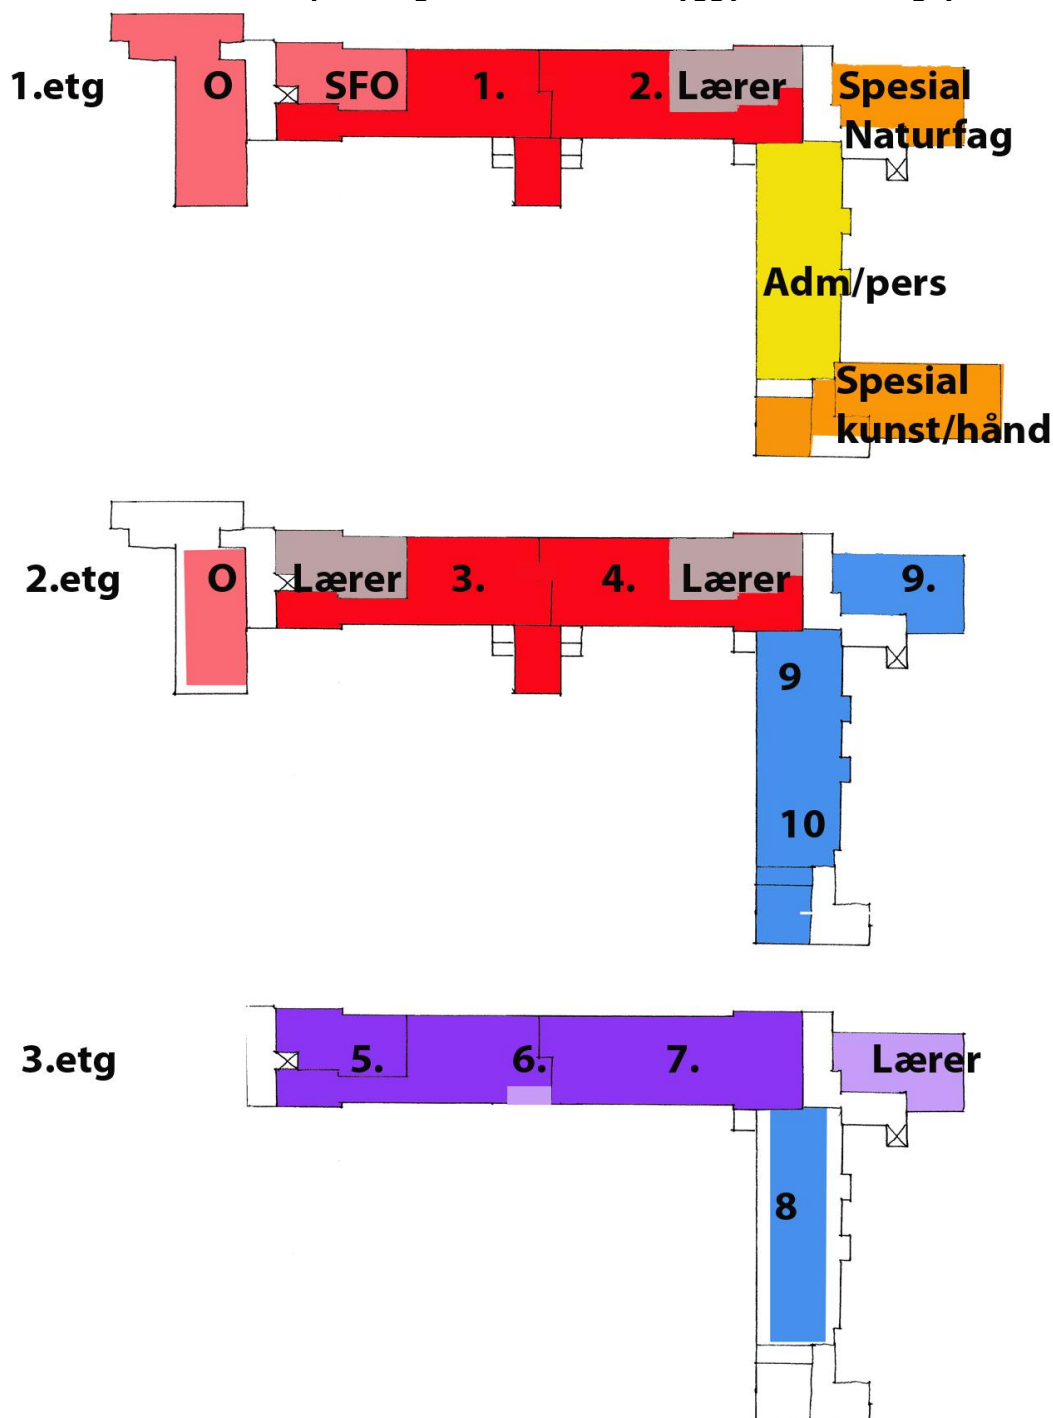 1.etg
O
SFO
1.
2.
Lærer
Spesial
Naturfag
Adm/pers
Spesial
kunst/hånd
2.etg
O
Lærer
3.
4.
Lærer
9.
9
10
3.etg
5.
6.
7.
Lærer
8